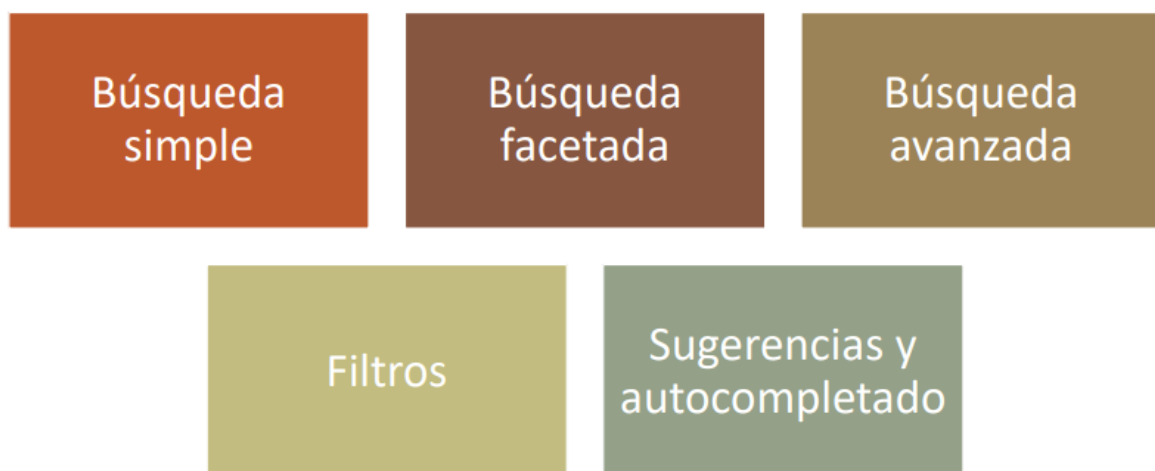 Búsqueda
simple
Búsqueda
facetada
Búsqueda
avanzada
Filtros
Sugerencias y
autocompletado